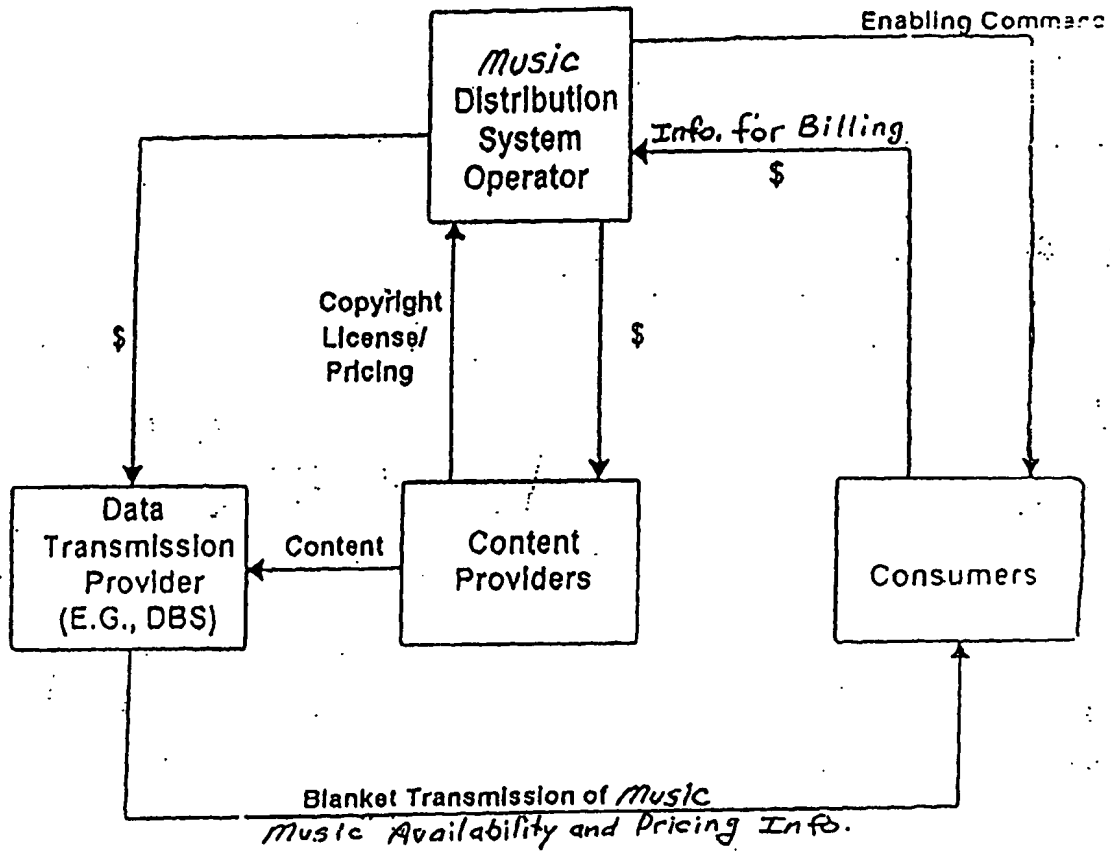 Enabling Comman
Music
Distribution
System
Operator
Info. for Billing
$
Copyright
License/
Pricing
$
$
Data
Transmission
Provider
(E.G., DBS)
Content
Content
Providers
Consumers
Blanket Transmission of Music
Music Availability and Pricing Info.